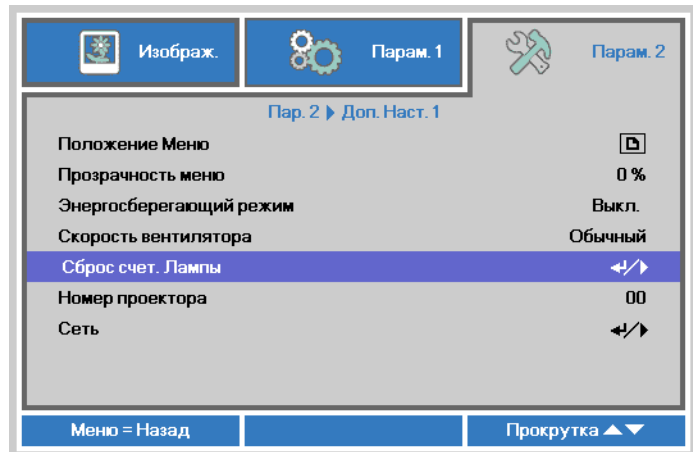 Изображ. Парам. 1 Парам. 2
Пар. 2 Доп. Наст. 1
Положение Меню
Прозрачность меню 0 %
Энергосберегающий режим Выкл.
Скорость вентилятора Обычный
Сброс счет. Лампы
Номер проектора 00
Сеть
Меню = Назад Прокрутка